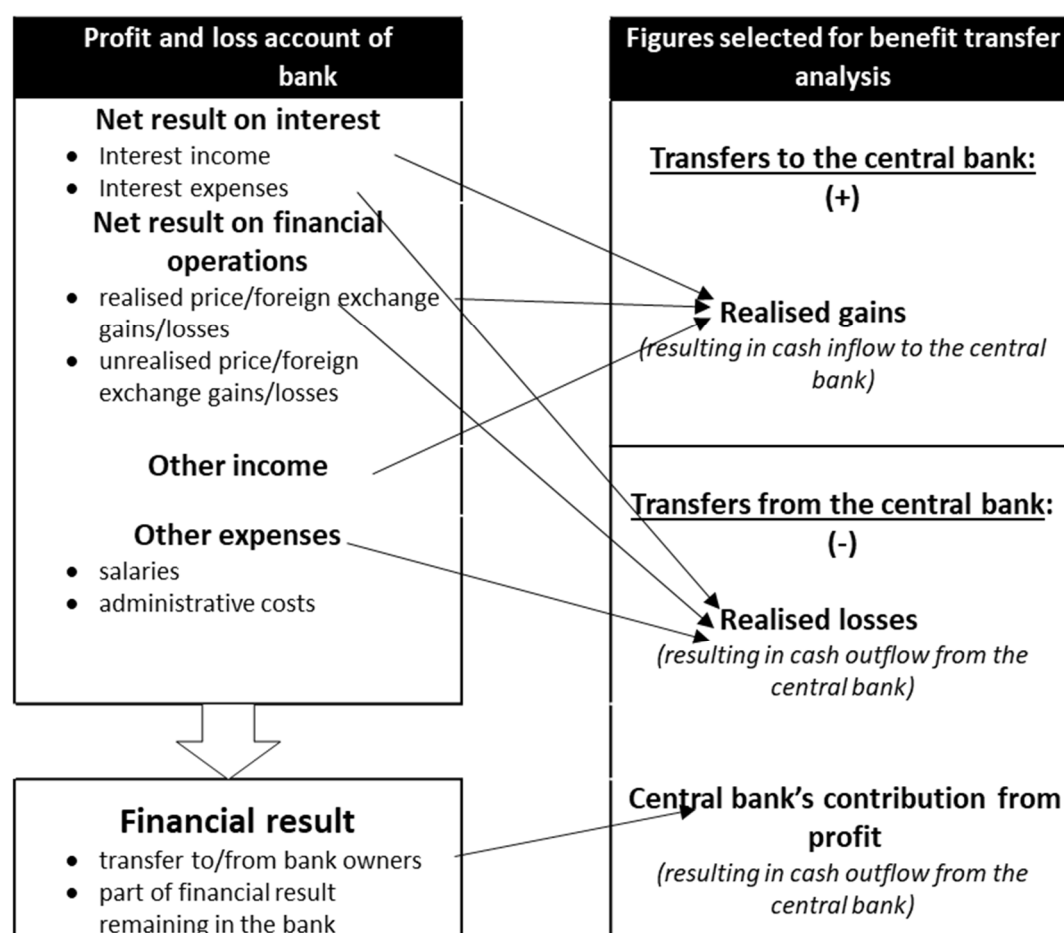 Profit and loss account of
bank
Net result on interest
• Interest income
• Interest expenses
Net result on financial
operations
• realised price/foreign exchange
gains/losses
• unrealised price/foreign
exchange gains/losses
Other income
Other expenses
• salaries
• administrative costs
Financial result
• transfer to/from bank owners
• part of financial result
remaining in the bank
Figures selected for benefit transfer
analysis
Transfers to the central bank:
(+)
Realised gains
(resulting in cash inflow to the central
bank)
Transfers from the central bank:
(-)
Realised losses
(resulting in cash outflow from the
central bank)
Central bank’s contribution from
profit
(resulting in cash outflow from the
central bank)